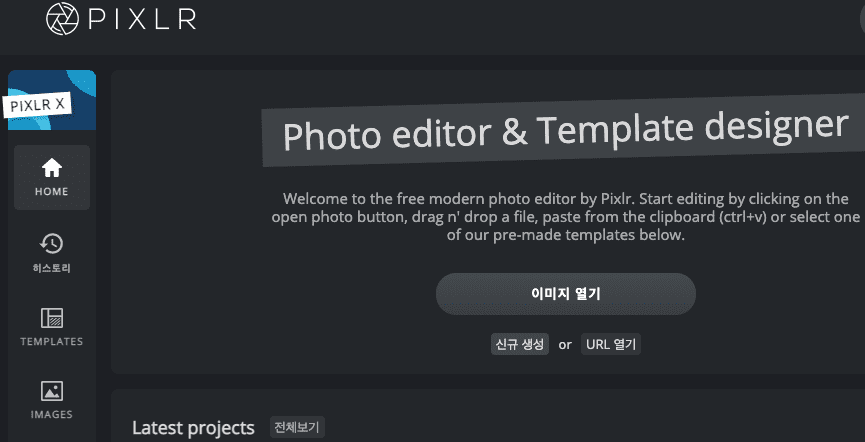 PIXLR
PIXLR X
HOME
히스토리
TEMPLATES
IMAGES
Photo editor & Template designer
Welcome to the free modern photo editor by Pixlr. Start editing by clicking on the
open photo button, drag n' drop a file, paste from the clipboard (ctrl+v) or select one
of our pre-made templates below.
이미지 열기
신규 생성 or URL 열기
Latest projects 전체보기